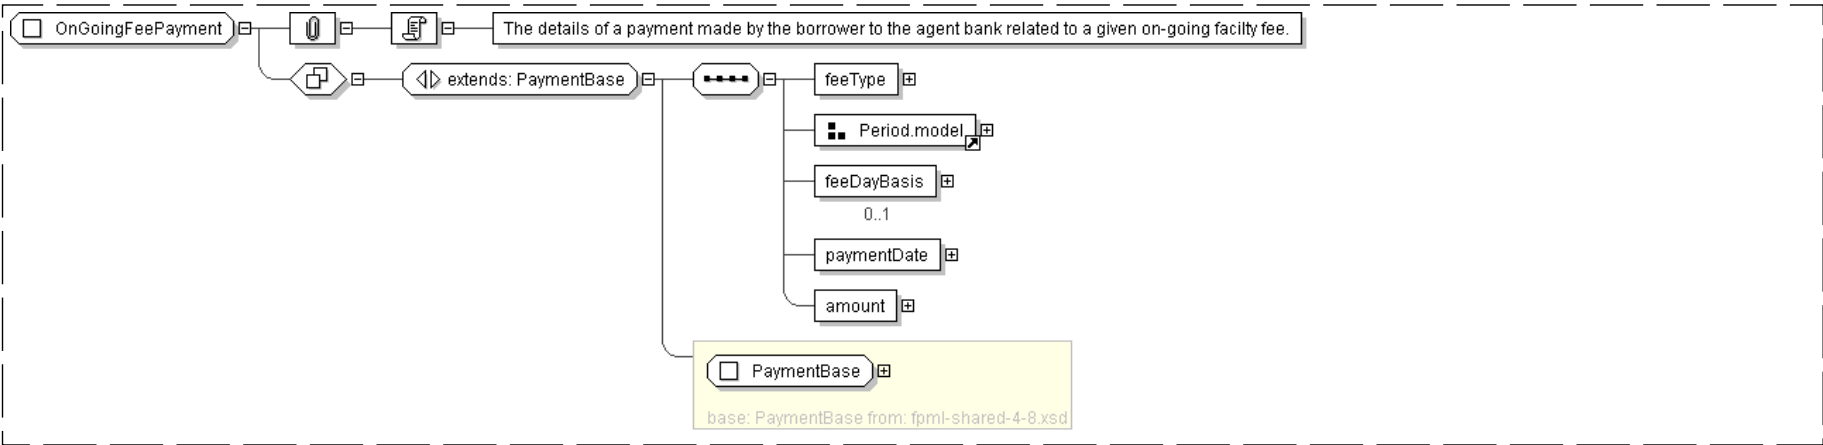 OnGoingFeePayment
The details of a payment made by the borrower to the agent bank related to a given on-going facilty fee.
extends: PaymentBase
feeType
Period.model
feeDayBasis
0..1
paymentDate
amount
PaymentBase
base: PaymentBase from: fpml-shared-4-8.xsd